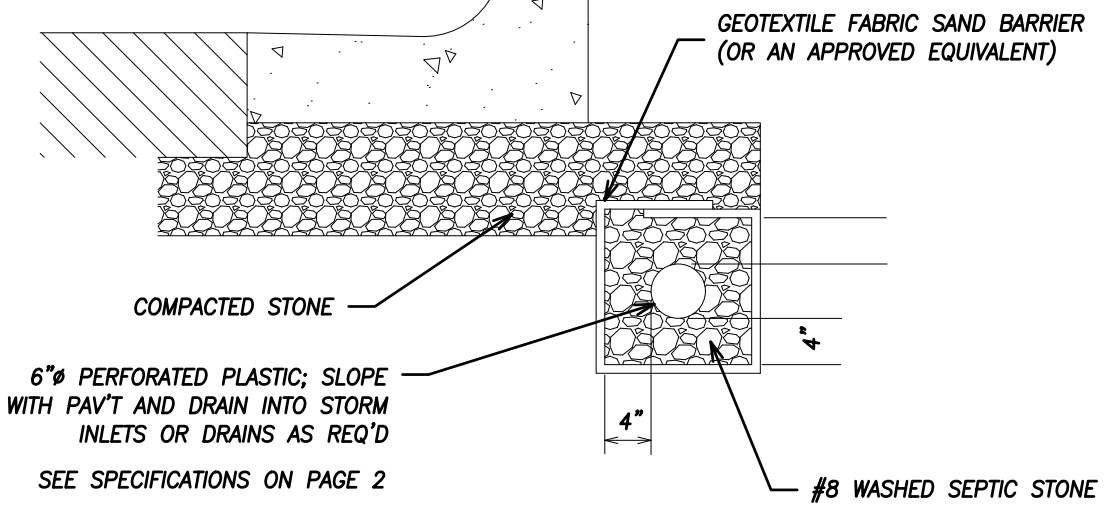 GEOTEXTILE FABRIC SAND BARRIER
(OR AN APPROVED EQUIVALENT)
COMPACTED STONE
4"
6"ø PERFORATED PLASTIC; SLOPE
WITH PAV'T AND DRAIN INTO STORM
INLETS OR DRAINS AS REQ'D
4"
SEE SPECIFICATIONS ON PAGE 2
#8 WASHED SEPTIC STONE